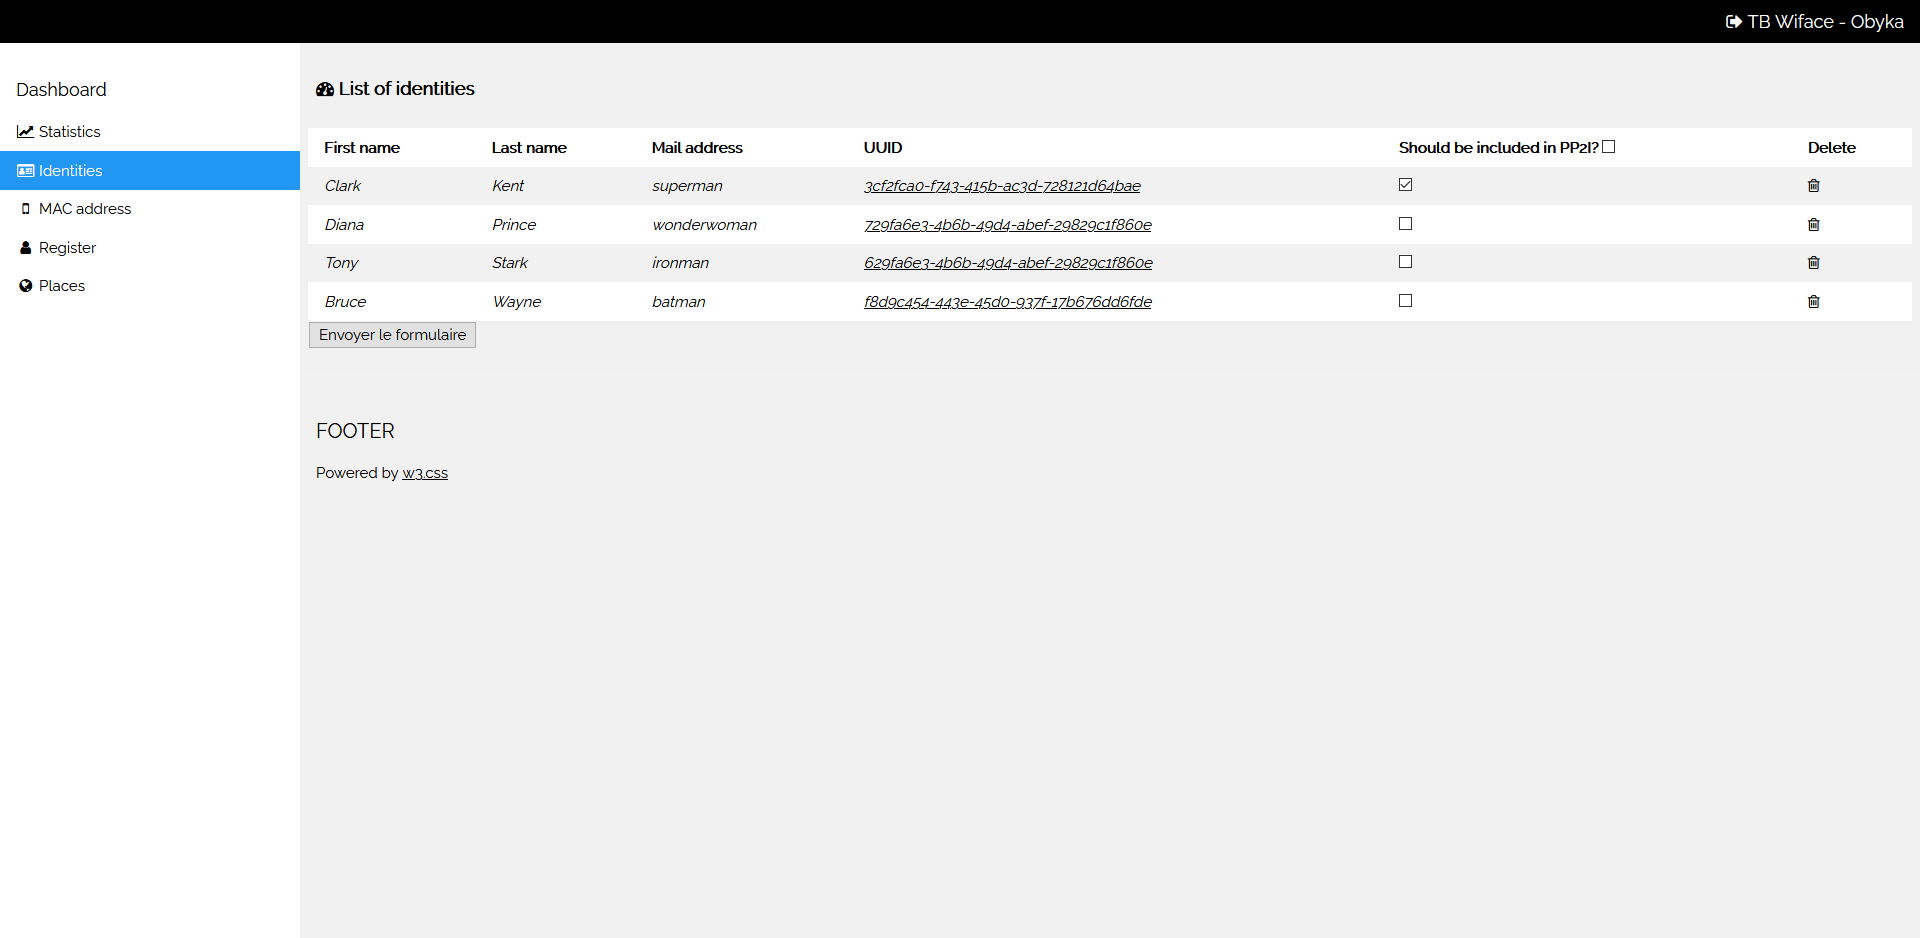 TB Wiface - Obyka
Dashboard
Statistics
Identities
MAC address
Register
Places
List of identities
First name Last name Mail address UUID Should be included in PP2I? Delete
Clark Kent superman 3cf2fca0-f743-415b-ac3d-728121d64bae
Diana Prince wonderwoman 729fa6e3-4b6b-49d4-abef-29829c1f860e
Tony Stark ironman 629fa6e3-4b6b-49d4-abef-29829c1f860e
Bruce Wayne batman f8d9c454-443e-45d0-937f-17b676dd6fde
Envoyer le formulaire
FOOTER
Powered by w3.css